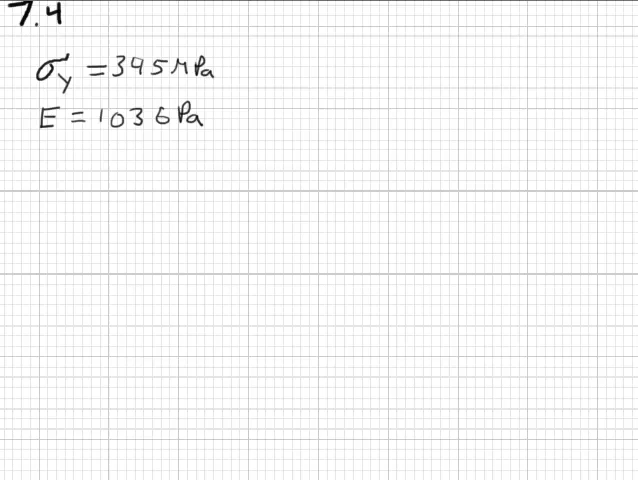 7.4
σY = 345 MPa
E = 103 GPa